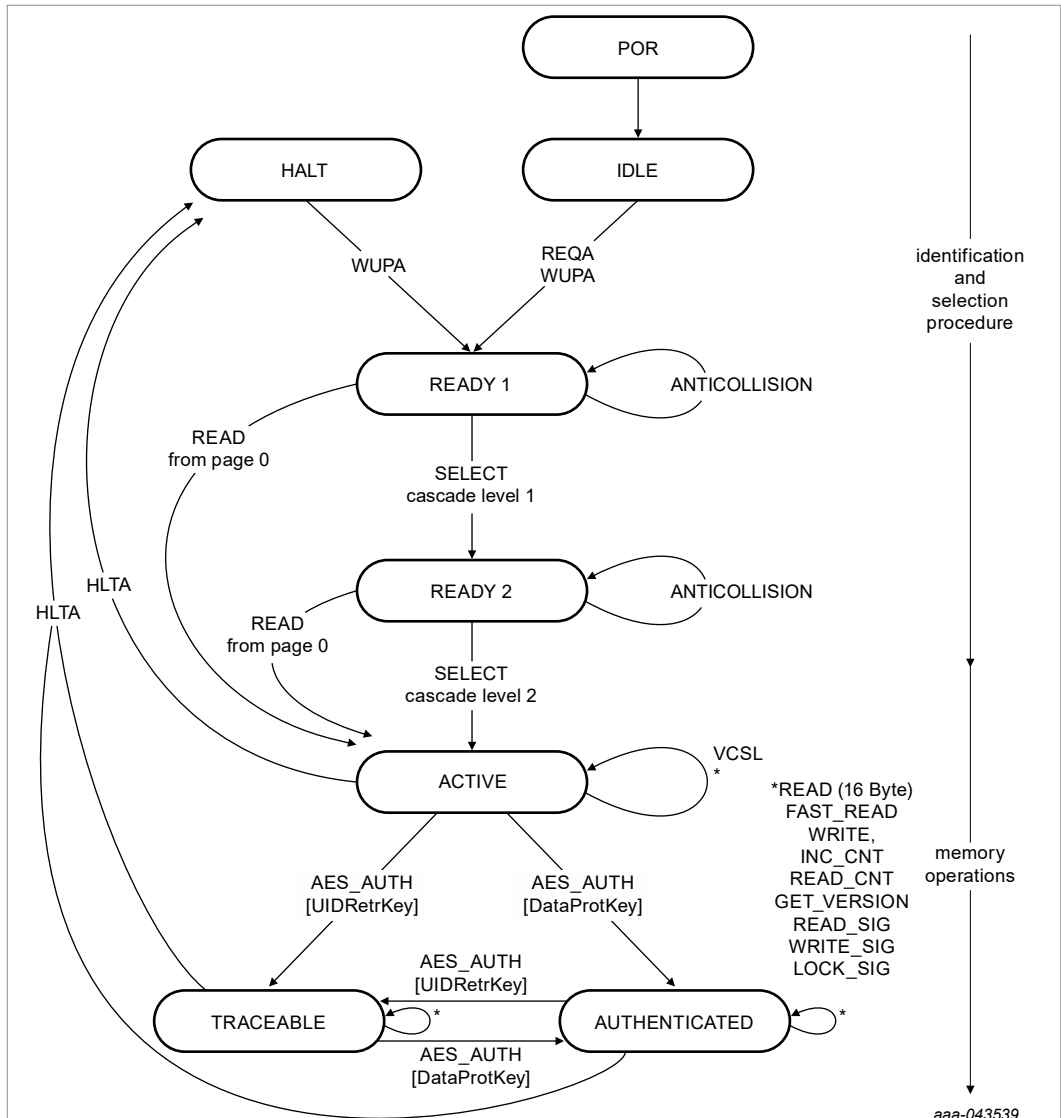 POR
HALT
IDLE
WUPA
REQA
WUPA
identification
and
selection
procedure
READY 1
ANTICOLLISION
READ
from page 0
SELECT
cascade level 1
HLTA
HLTA
READY 2
ANTICOLLISION
READ
from page 0
SELECT
cascade level 2
ACTIVE
VCSL
*
*READ (16 Byte)
FAST_READ
WRITE,
INC_CNT
READ_CNT
GET_VERSION
READ_SIG
WRITE_SIG
LOCK_SIG
memory
operations
AES_AUTH
[UIDRetrKey]
AES_AUTH
[DataProtKey]
AES_AUTH
[UIDRetrKey]
TRACEABLE
*
AUTHENTICATED
*
AES_AUTH
[DataProtKey]
aaa-043539